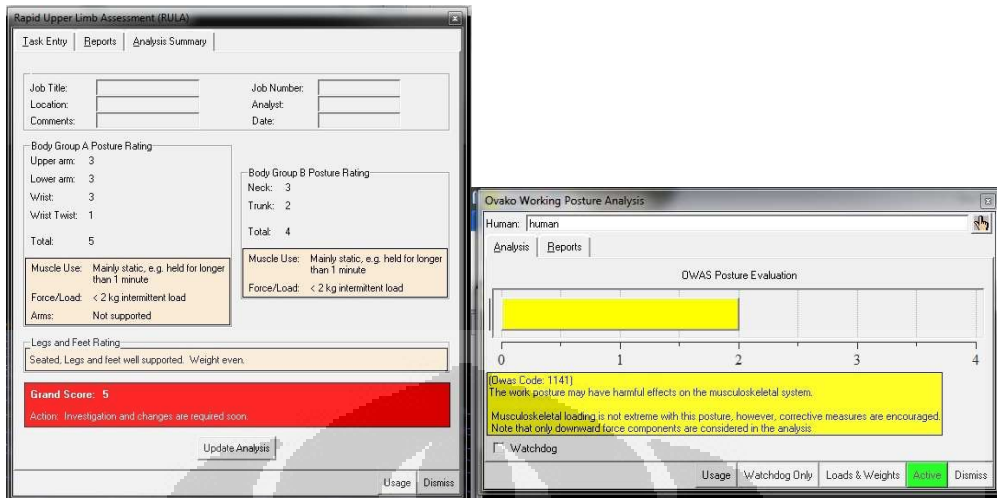 Rapid Upper Limb Assessment (RULA)
Task Entry
Reports
Analysis Summary
Job Title:
Job Number:
Location:
Analyst:
Comments:
Date:
Body Group A Posture Rating
Upper arm: 3
Lower arm: 3
Wrist: 3
Wrist Twist: 1
Total: 5
Muscle Use: Mainly static, e.g. held for longer
than 1 minute
Force/Load: < 2 kg intermittent load
Arms: Not supported
Body Group B Posture Rating
Neck: 3
Trunk: 2
Total: 4
Muscle Use: Mainly static, e.g. held for longer
than 1 minute
Force/Load: < 2 kg intermittent load
Legs and Feet Rating
Seated, Legs and feet well supported. Weight even.
Grand Score: 5
Action: Investigation and changes are required soon.
Update Analysis
Usage
Dismiss
Ovako Working Posture Analysis
Human: human
Analysis
Reports
OWAS Posture Evaluation
0 1 2 3 4
(Owas Code: 1141)
The work posture may have harmful effects on the musculoskeletal system.
Musculoskeletal loading is not extreme with this posture, however, corrective measures are encouraged.
Note that only downward force components are considered in the analysis.
Watchdog
Usage
Watchdog Only
Loads & Weights
Active
Dismiss